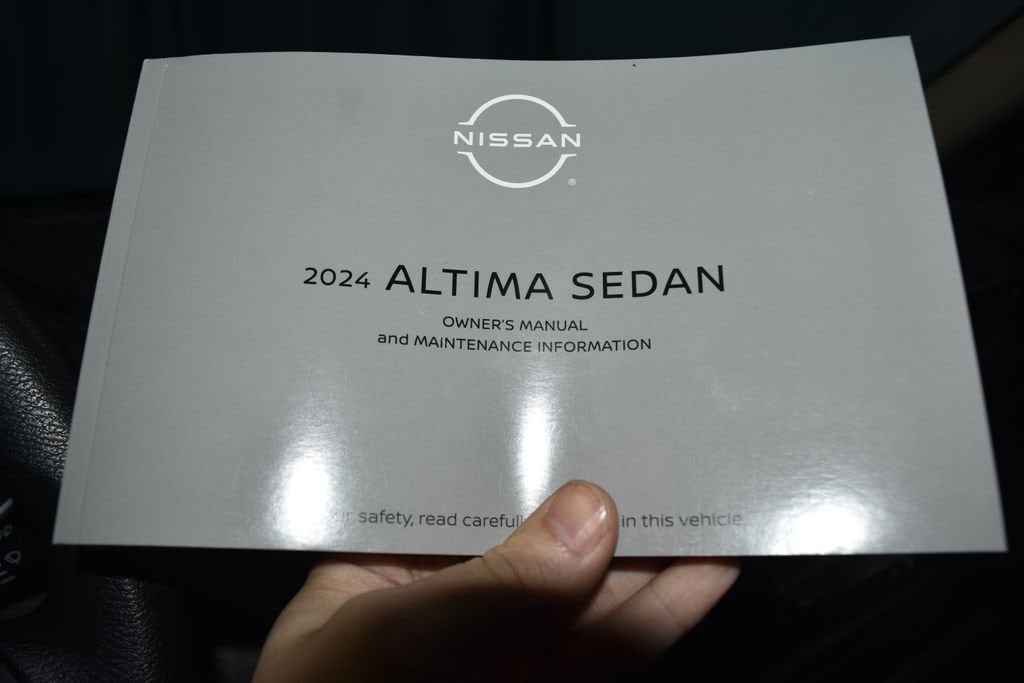 NISSAN
®
2024 ALTIMA SEDAN
OWNER'S MANUAL
and MAINTENANCE INFORMATION
safety, read in this vehicle.